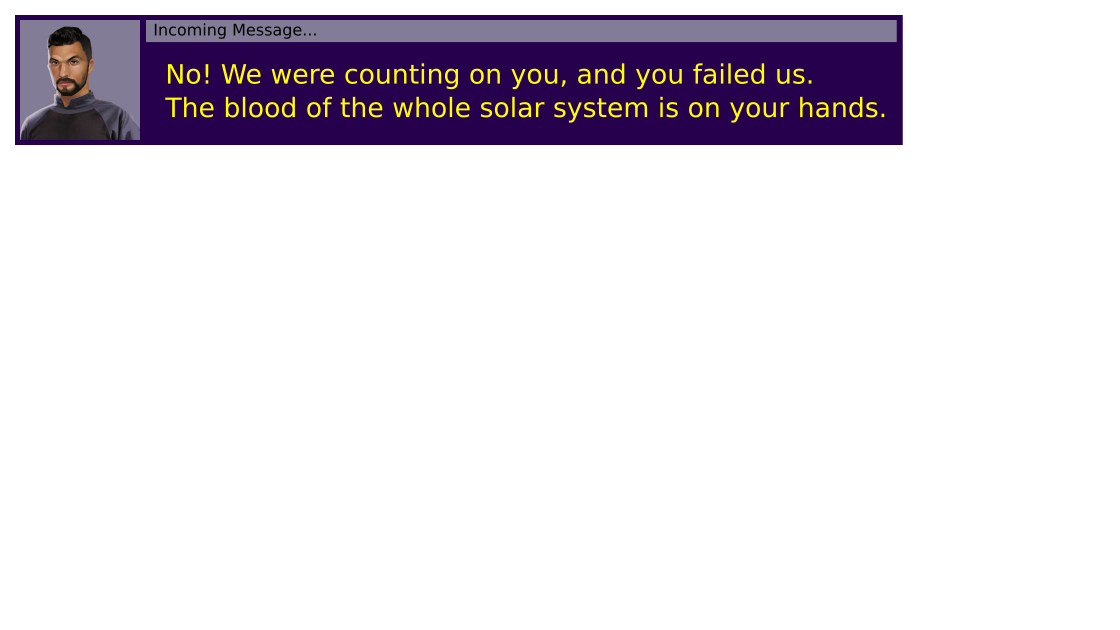 Incoming Message...
No! We were counting on you, and you failed us.
The blood of the whole solar system is on your hands.